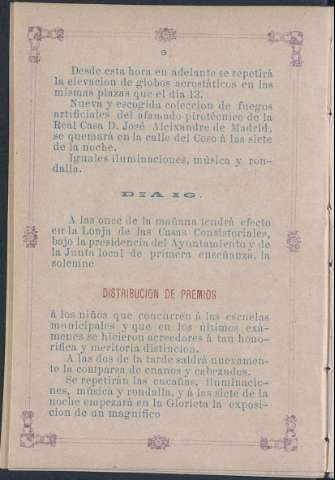 Desde esta hora en adelante se repetirá
la elevacion de globos acrostáticos en las
mismas plazas que el dia 13.
Nueva y escogida coleccion de fuegos
artificiales del afamado pirotécnico de la
Real Casa D. José Alcixandre de Madrid,
se quemará en la calle del Coso á las siete
de la noche.
Iguales iluminaciones, música y ron-
dalla.
DIA 16.
A las once de la mañana tendrá efecto
en la Lonja de las Casas Consistoriales,
bajo la presidencia del Ayuntamiento y de
la Junta local de primera enseñanza, la
solemne
DISTRIBUCION DE PREMIOS
á los niños que concurren á las escuelas
municipales y que en los últimos exá-
menes se hicieron acreedores á tan hono-
rífica y meritoria distincion.
A las dos de la tarde saldrá nuevamen-
te la comparsa de enanos y cabezudos.
Se repetirán las cucañas, iluminacio-
nes, música y rondalla, y á las siete de la
noche empezará en la Glorieta la exposi-
cion de un magnífico